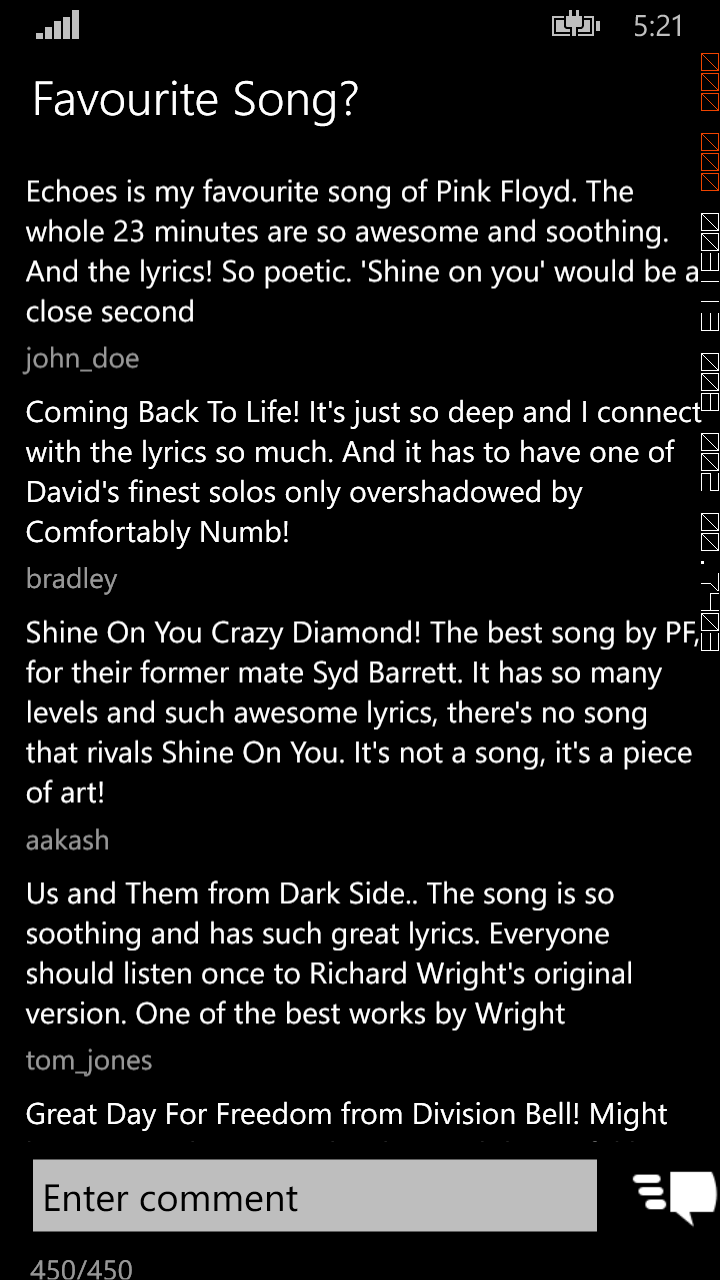 5:21
Favourite Song?
Echoes is my favourite song of Pink Floyd. The
whole 23 minutes are so awesome and soothing.
And the lyrics! So poetic. 'Shine on you' would be a
close second
john_doe
Coming Back To Life! It's just so deep and I connect
with the lyrics so much. And it has to have one of
David's finest solos only overshadowed by
Comfortably Numb!
bradley
Shine On You Crazy Diamond! The best song by PF,
for their former mate Syd Barrett. It has so many
levels and such awesome lyrics, there's no song
that rivals Shine On You. It's not a song, it's a piece
of art!
aakash
Us and Them from Dark Side.. The song is so
soothing and has such great lyrics. Everyone
should listen once to Richard Wright's original
version. One of the best works by Wright
tom_jones
Great Day For Freedom from Division Bell! Might
Enter comment
450/450